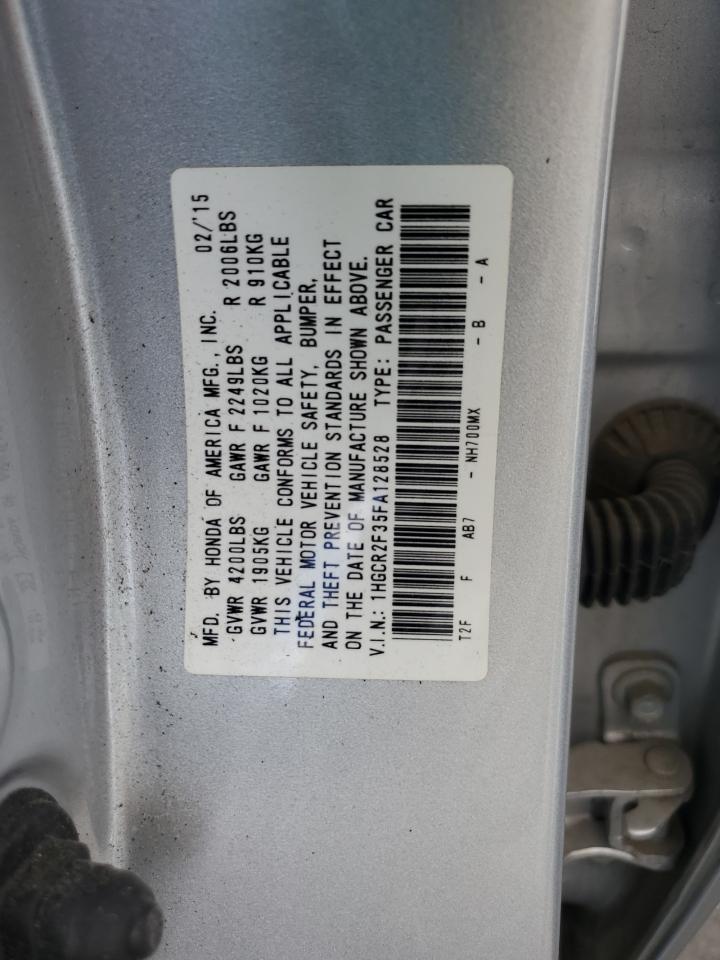 MFD. BY HONDA OF AMERICA MFG., INC. 02/'15
GVWR 4200LBS GAWR F 2249LBS R 2006LBS
GVWR 1905KG GAWR F 1020KG R 910KG
THIS VEHICLE CONFORMS TO ALL APPLICABLE
FEDERAL MOTOR VEHICLE SAFETY, BUMPER,
AND THEFT PREVENTION STANDARDS IN EFFECT
ON THE DATE OF MANUFACTURE SHOWN ABOVE.
V.I.N.: 1HGCR2F35FA128528 TYPE: PASSENGER CAR
T2F F AB7 - NH700MX - B - A